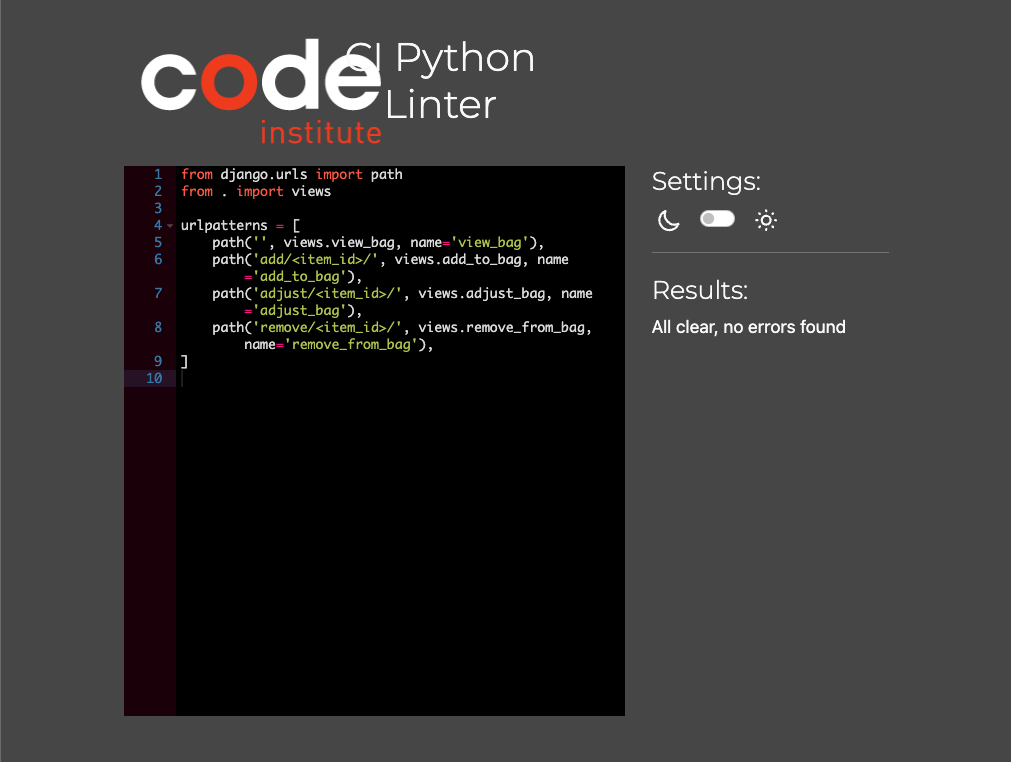 code
institute
CI Python
Linter
1 from django.urls import path
2 from . import views
3
4 urlpatterns = [
5     path('', views.view_bag, name='view_bag'),
6     path('add/<item_id>/', views.add_to_bag, name
        ='add_to_bag'),
7     path('adjust/<item_id>/', views.adjust_bag, name
        ='adjust_bag'),
8     path('remove/<item_id>/', views.remove_from_bag,
        name='remove_from_bag'),
9 ]
10
Settings:
Results:
All clear, no errors found